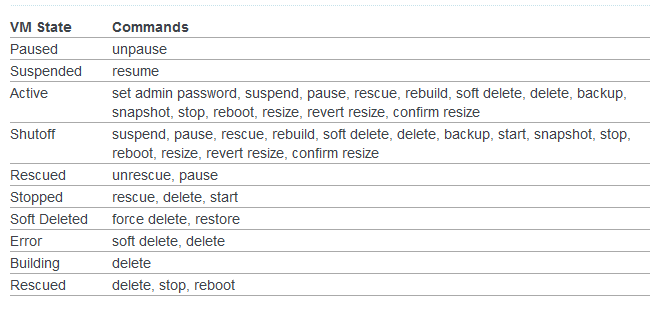 VM State Commands
Paused unpause
Suspended resume
Active set admin password, suspend, pause, rescue, rebuild, soft delete, delete, backup,
snapshot, stop, reboot, resize, revert resize, confirm resize
Shutoff suspend, pause, rescue, rebuild, soft delete, delete, backup, start, snapshot, stop,
reboot, resize, revert resize, confirm resize
Rescued unrescue, pause
Stopped rescue, delete, start
Soft Deleted force delete, restore
Error soft delete, delete
Building delete
Rescued delete, stop, reboot